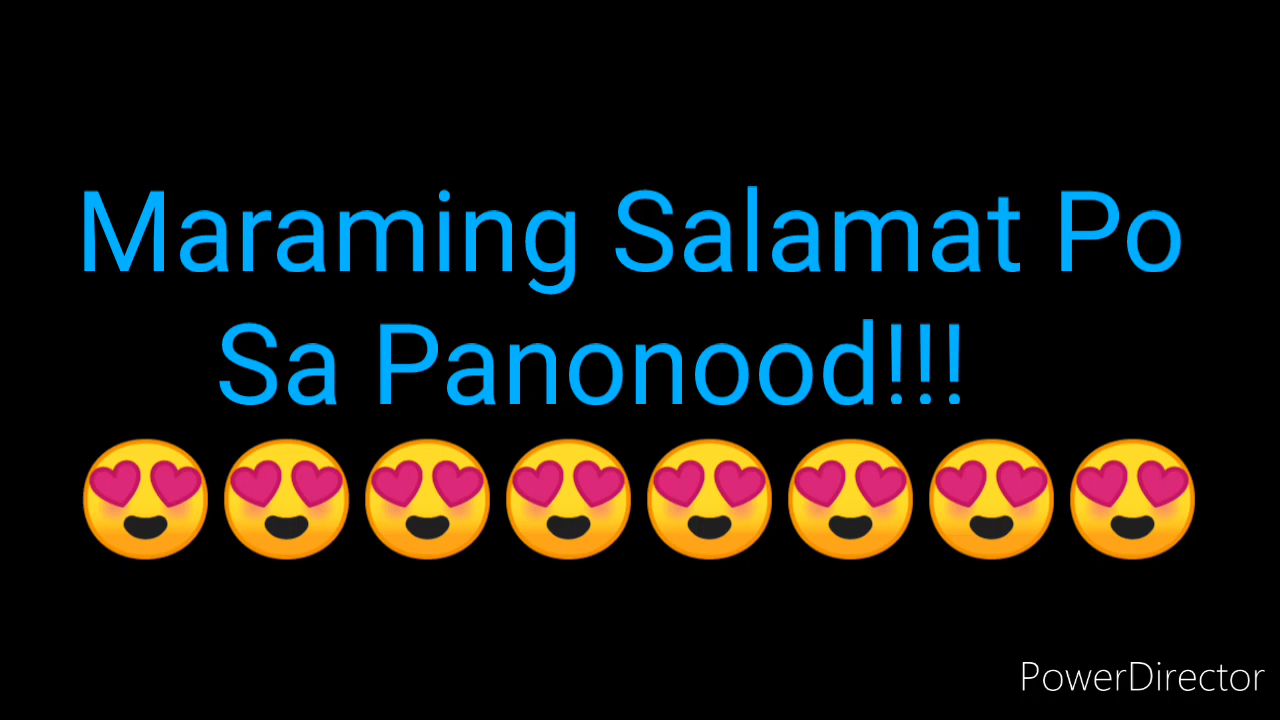 Maraming Salamat Po
Sa Panonood!!!
😍😍😍😍😍😍😍😍
PowerDirector